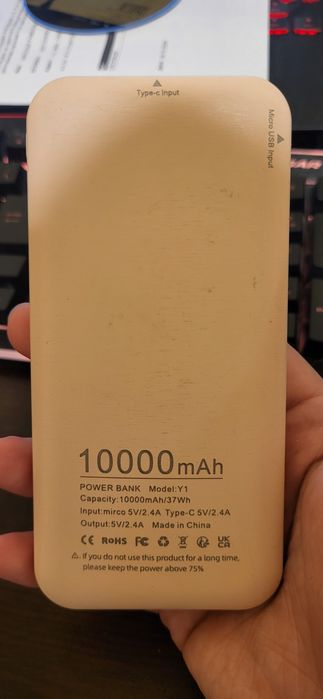 Type-c Input
Micro USB Input
10000mAh
POWER BANK Model:Y1
Capacity:10000mAh/37Wh
Input:mirco 5V/2.4A Type-C 5V/2.4A
Output:5V/2.4A Made in China
CE RoHS FC UK CA
⚠. If you do not use this product for a long time,
please keep the power above 75%